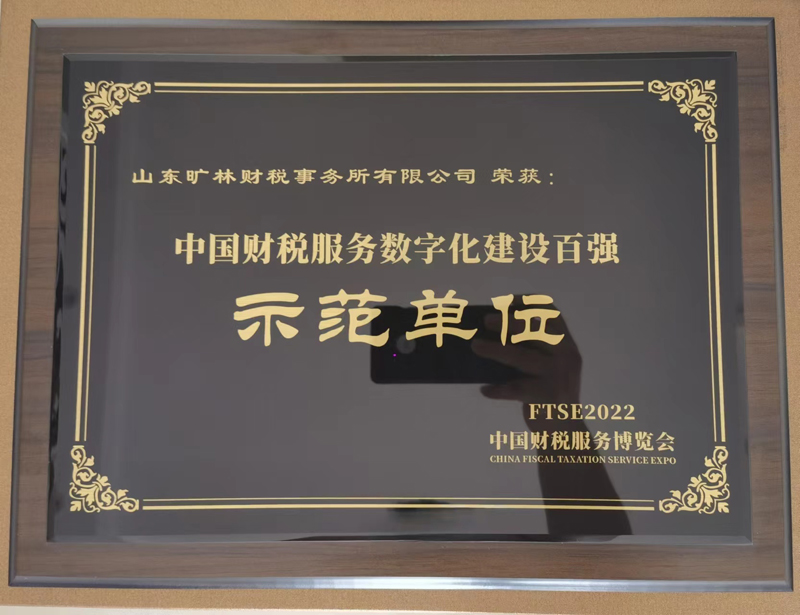 山东旷林财税事务所有限公司 荣获：
中国财税服务数字化建设百强
示范单位
FTSE2022
中国财税服务博览会
CHINA FISCAL TAXATION SERVICE EXPO